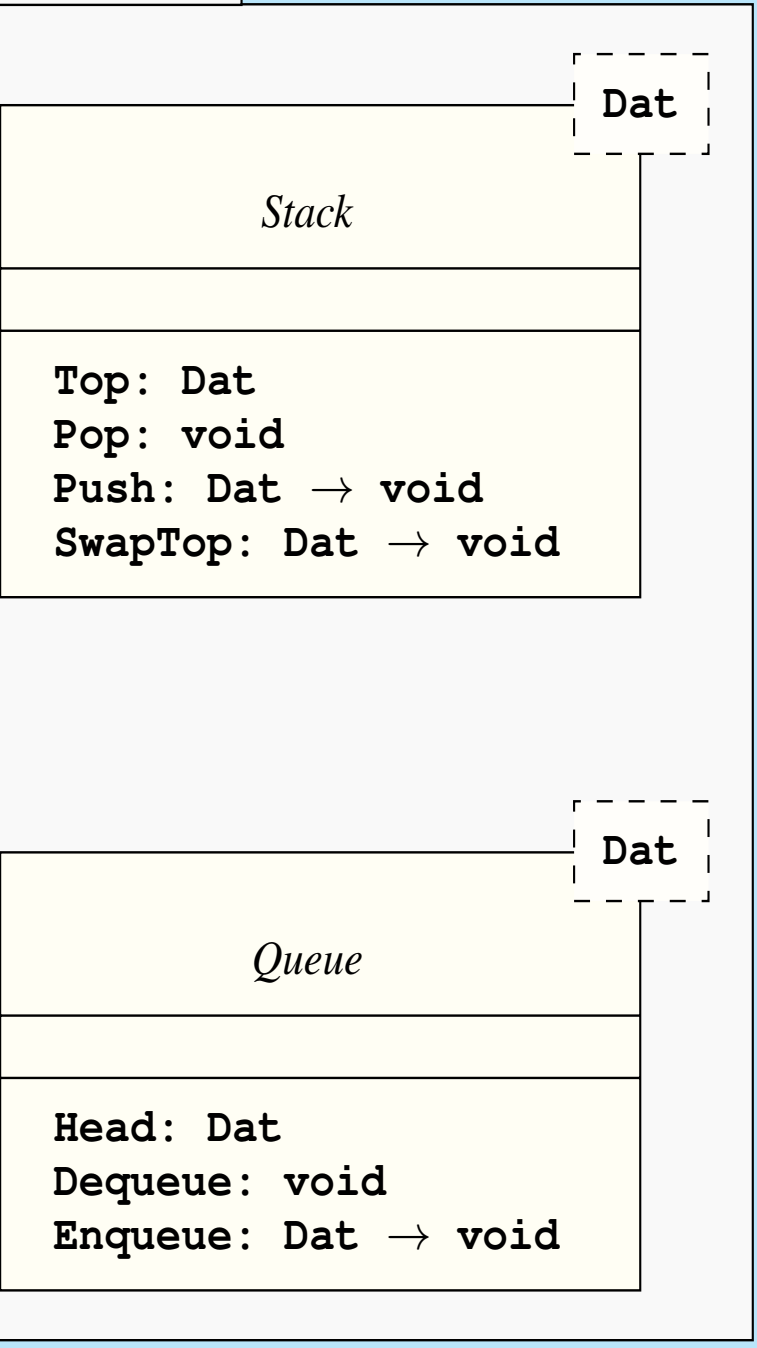 Dat
Stack
Top: Dat
Pop: void
Push: Dat → void
SwapTop: Dat → void
Dat
Queue
Head: Dat
Dequeue: void
Enqueue: Dat → void